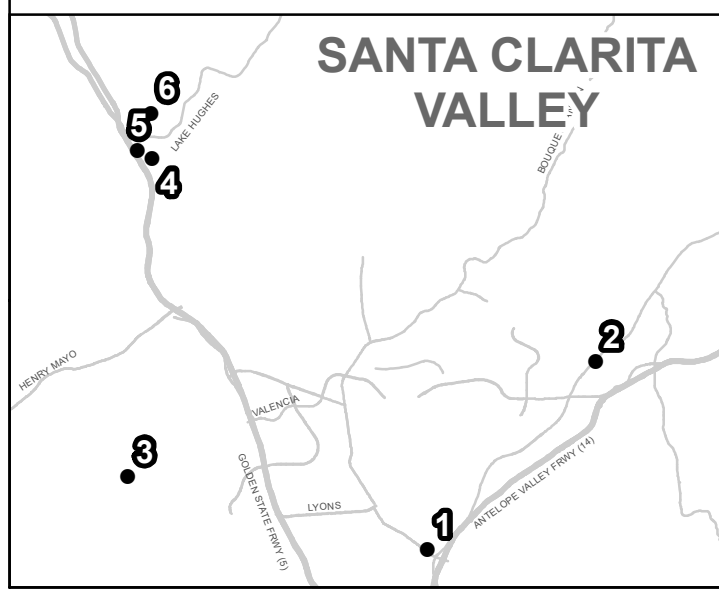 SANTA CLARITA
VALLEY
6
LAKE HUGHES
5
BOUQUE
4
2
HENRY MAYO
VALENCIA
3
GOLDEN STATE FRWY (5)
LYONS
ANTELOPE VALLEY FRWY (14)
1